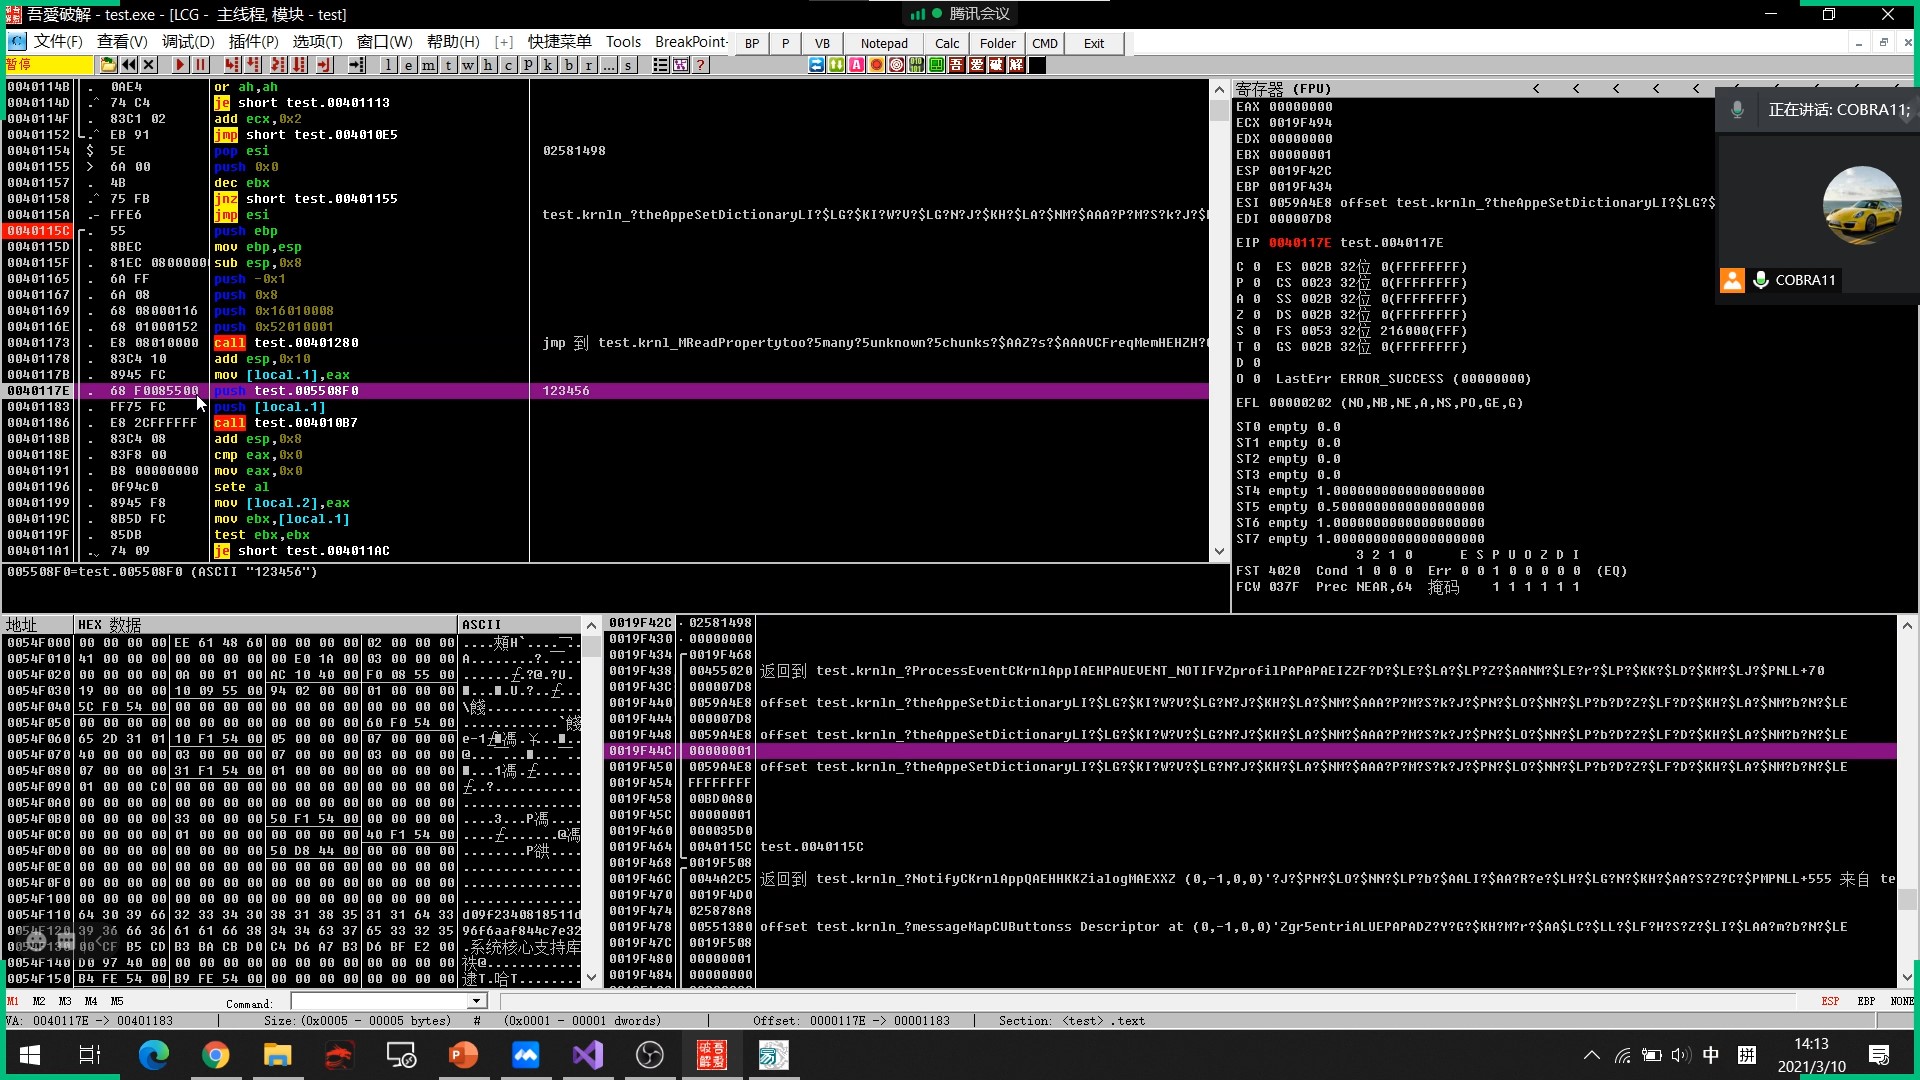 吾愛破解 - test.exe - [LCG - 主线程, 模块 - test]
腾讯会议
文件(F) 查看(V) 调试(D) 插件(P) 选项(T) 窗口(W) 帮助(H) [+] 快捷菜单 Tools BreakPoint-
BP P VB Notepad Calc Folder CMD Exit
暂停
l e m t w h c P k b r ... s ?
0040114B . 0AE4 or ah,ah
0040114D .^ 74 C4 je short test.00401113
0040114F . 83C1 02 add ecx,0x2
00401152 .^ EB 91 jmp short test.004010E5
00401154 $ 5E pop esi 02581498
00401155 > 6A 00 push 0x0
00401157 . 4B dec ebx
00401158 .^ 75 FB jnz short test.00401155
0040115A .- FFE6 jmp esi test.krnln_?theAppeSetDictionaryLI?$LG?$KI?W?V?$LG?N?J?$KH?$LA?$NM?$AAA?P?M?S?k?J?$
0040115C . 55 push ebp
0040115D . 8BEC mov ebp,esp
0040115F . 81EC 0800000 sub esp,0x8
00401165 . 6A FF push -0x1
00401167 . 6A 08 push 0x8
00401169 . 68 08000116 push 0x16010008
0040116E . 68 01000152 push 0x52010001
00401173 . E8 08010000 call test.00401280 jmp 到 test.krnl_MReadPropertytoo?5many?5unknown?5chunks?$AAZ?s?$AAAVCFreqMemHEHZH?
00401178 . 83C4 10 add esp,0x10
0040117B . 8945 FC mov [local.1],eax
0040117E . 68 F0085500 push test.005508F0 123456
00401183 . FF75 FC push [local.1]
00401186 . E8 2CFFFFFF call test.004010B7
0040118B . 83C4 08 add esp,0x8
0040118E . 83F8 00 cmp eax,0x0
00401191 . B8 00000000 mov eax,0x0
00401196 . 0F94c0 sete al
00401199 . 8945 F8 mov [local.2],eax
0040119C . 8B5D FC mov ebx,[local.1]
0040119F . 85DB test ebx,ebx
004011A1 . 74 09 je short test.004011AC
005508F0=test.005508F0 (ASCII "123456")
寄存器 (FPU) < < < < <
EAX 00000000
ECX 0019F494
EDX 00000000
EBX 00000001
ESP 0019F42C
EBP 0019F434
ESI 0059A4E8 offset test.krnln_?theAppeSetDictionaryLI?$LG?$
EDI 000007D8
EIP 0040117E test.0040117E
C 0 ES 002B 32位 0(FFFFFFFF)
P 0 CS 0023 32位 0(FFFFFFFF)
A 0 SS 002B 32位 0(FFFFFFFF)
Z 0 DS 002B 32位 0(FFFFFFFF)
S 0 FS 0053 32位 216000(FFF)
T 0 GS 002B 32位 0(FFFFFFFF)
D 0
O 0 LastErr ERROR_SUCCESS (00000000)
EFL 00000202 (NO,NB,NE,A,NS,PO,GE,G)
ST0 empty 0.0
ST1 empty 0.0
ST2 empty 0.0
ST3 empty 0.0
ST4 empty 1.0000000000000000000
ST5 empty 0.5000000000000000000
ST6 empty 1.0000000000000000000
ST7 empty 1.0000000000000000000
3 2 1 0 E S P U O Z D I
FST 4020 Cond 1 0 0 0 Err 0 0 1 0 0 0 0 0 (EQ)
FCW 037F Prec NEAR,64 掩码 1 1 1 1 1 1
正在讲话: COBRA11;
COBRA11
地址 HEX 数据 ASCII
0054F000 00 00 00 00 EE 61 48 60 00 00 00 00 02 00 00 00
0054F010 41 00 00 00 00 00 00 00 00 E0 1A 00 03 00 00 00 A........?.
0054F020 00 00 00 00 0A 00 01 00 AC 10 40 00 F0 08 55 00
0054F030 19 00 00 00 10 09 55 00 94 02 00 00 01 00 00 00
0054F040 5C F0 54 00 00 00 00 00 00 00 00 00 00 00 00 00
0054F050 00 00 00 00 00 00 00 00 00 00 00 00 60 F0 54 00
0054F060 65 2D 31 01 10 F1 54 00 05 00 00 00 07 00 00 00
0054F070 40 00 00 00 03 00 00 00 07 00 00 00 03 00 00 00
0054F080 07 00 00 00 31 F1 54 00 01 00 00 00 00 00 00 00
0054F090 01 00 00 C0 00 00 00 00 00 00 00 00 00 00 00 00
0054F0A0 00 00 00 00 00 00 00 00 00 00 00 00 00 00 00 00 ................
0054F0B0 00 00 00 00 33 00 00 00 50 F1 54 00 00 00 00 00 ....3...P馮.
0054F0C0 00 00 00 00 01 00 00 00 00 00 00 00 40 F1 54 00
0054F0D0 00 00 00 00 00 00 00 00 50 D8 44 00 00 00 00 00
0054F0E0 00 00 00 00 00 00 00 00 00 00 00 00 00 00 00 00 ................
0054F0F0 00 00 00 00 00 00 00 00 00 00 00 00 00 00 00 00 ................
0054F100 00 00 00 00 00 00 00 00 00 00 00 00 00 00 00 00 ................
0054F110 64 30 39 66 32 33 34 30 38 31 38 35 31 31 64 33 d09f2340818511d
0054F120 39 36 66 36 61 61 66 38 34 34 63 37 65 33 32 35 96f6aaf844c7e32
0054F130 00 CF B5 CD B3 BA CB D0 C4 D6 A7 B3 D6 BF E2 00 .系统核心支持库
0054F140 D0 97 40 00 00 00 00 00 00 00 00 00 00 00 00 00
0054F150 B4 FE 54 00 B9 FE 54 00 00 00 00 00 00 00 00 00 逮T.哈T.........
0019F42C 02581498
0019F430 00000000
0019F434 0019F468
0019F438 00455020 返回到 test.krnln_?ProcessEventCKrnlAppIAEHPAUEVENT_NOTIFYZprofilPAPAPAEIZZF?D?$LE?$LA?$LP?Z?$AANM?$LE?r?$LP?$KK?$LD?$KM?$LJ?$PNLL+70
0019F43C 000007D8
0019F440 0059A4E8 offset test.krnln_?theAppeSetDictionaryLI?$LG?$KI?W?V?$LG?N?J?$KH?$LA?$NM?$AAA?P?M?S?k?J?$PN?$LO?$NN?$LP?b?D?Z?$LF?D?$KH?$LA?$NM?b?N?$LE
0019F444 000007D8
0019F448 0059A4E8 offset test.krnln_?theAppeSetDictionaryLI?$LG?$KI?W?V?$LG?N?J?$KH?$LA?$NM?$AAA?P?M?S?k?J?$PN?$LO?$NN?$LP?b?D?Z?$LF?D?$KH?$LA?$NM?b?N?$LE
0019F44C 00000001
0019F450 0059A4E8 offset test.krnln_?theAppeSetDictionaryLI?$LG?$KI?W?V?$LG?N?J?$KH?$LA?$NM?$AAA?P?M?S?k?J?$PN?$LO?$NN?$LP?b?D?Z?$LF?D?$KH?$LA?$NM?b?N?$LE
0019F454 FFFFFFFF
0019F458 00BD0A80
0019F45C 00000001
0019F460 000035D0
0019F464 0040115C test.0040115C
0019F468 0019F508
0019F46C 0044A2C5 返回到 test.krnln_?NotifyCKrnlAppQAEHHKKZialogMAEXXZ (0,-1,0,0)'?J?$PN?$LO?$NN?$LP?b?$ALI?$AA?R?e?$LH?$LG?N?$KH?$AA?S?Z?C?$PMPNLL+555 来自 te
0019F470 0019F4D0
0019F474 025878A8
0019F478 00551380 offset test.krnln_?messageMapCUButtonss Descriptor at (0,-1,0,0)'Zgr5entriALUEPAPADZ?Y?G?$KH?M?r?$AA$LC?$LL?$LF?H?S?Z?$LI?$LAA?m?b?N?$LE
0019F47C 0019F508
0019F480 00000001
0019F484 00000000
M1 M2 M3 M4 M5 Command: ESP EBP NONE
VA: 0040117E -> 00401183 Size:(0x0005 - 00005 bytes) # (0x0001 - 00001 dwords) Offset: 0000117E -> 00001183 Section: <test> .text
中 拼 14:13
2021/3/10